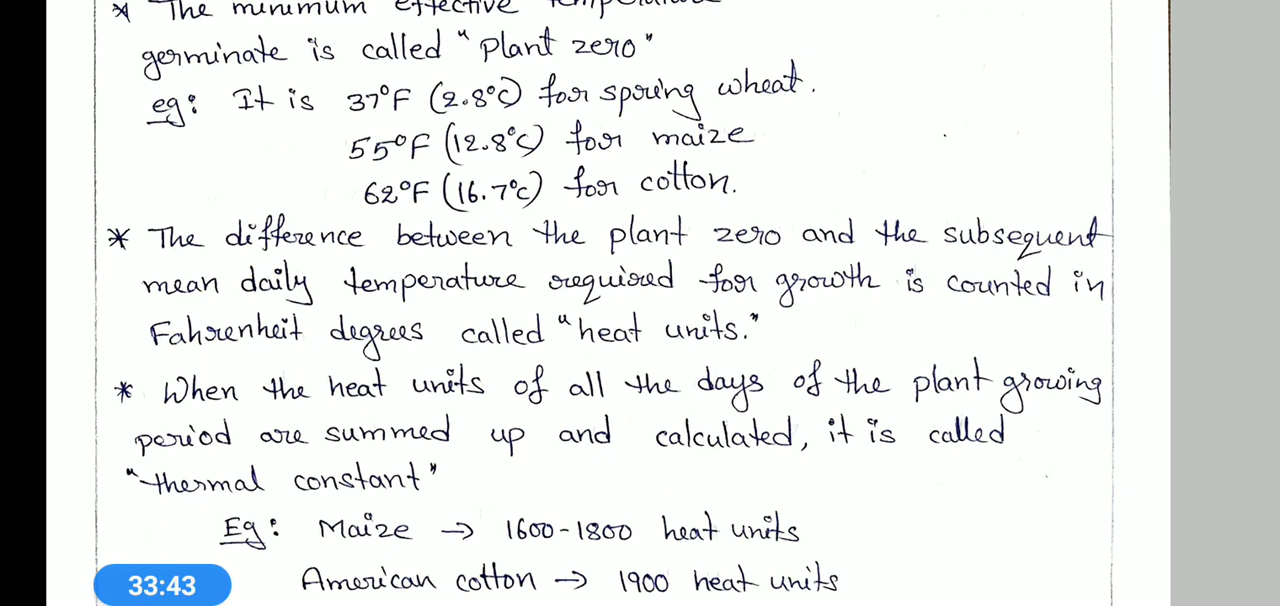 * The minimum effective temperature
germinate is called "plant zero"
eg: It is 37°F (2.8°C) for spring wheat.
55°F (12.8°C) for maize
62°F (16.7°C) for cotton.
* The difference between the plant zero and the subsequent
mean daily temperature required for growth is counted in
Fahrenheit degrees called "heat units."
* When the heat units of all the days of the plant growing
period are summed up and calculated, it is called
"thermal constant"
Eg: Maize → 1600-1800 heat units
American cotton → 1900 heat units
33:43